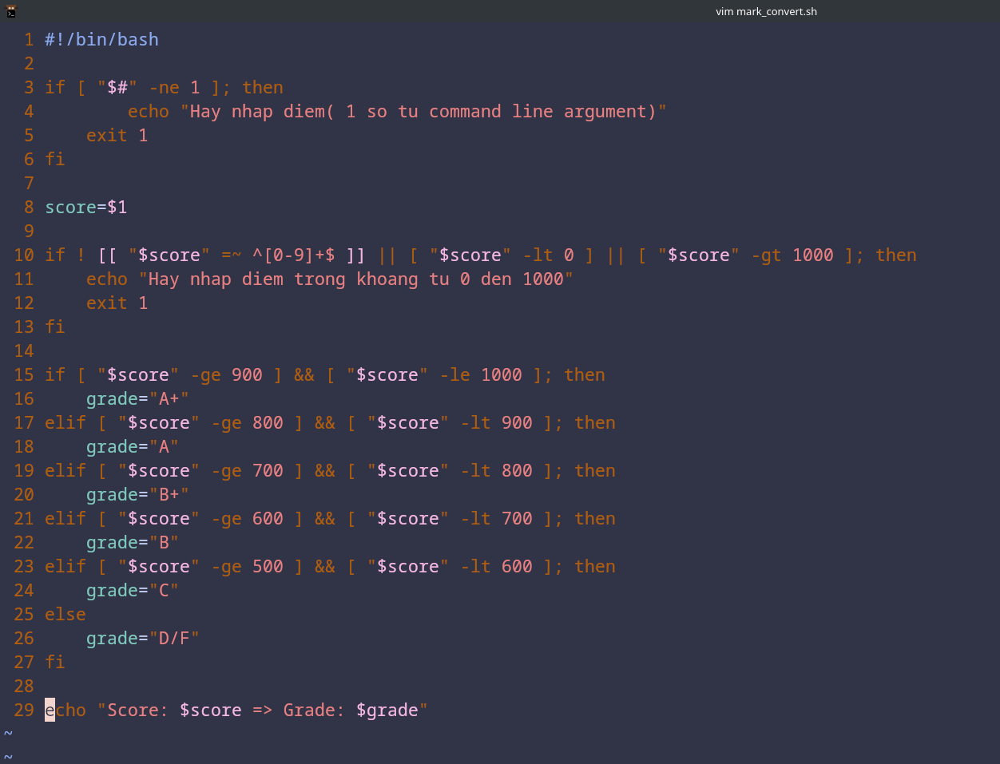 vim mark_convert.sh
1 #!/bin/bash
2
3 if [ "$#" -ne 1 ]; then
4         echo "Hay nhap diem( 1 so tu command line argument)"
5     exit 1
6 fi
7
8 score=$1
9
10 if ! [[ "$score" =~ ^[0-9]+$ ]] || [ "$score" -lt 0 ] || [ "$score" -gt 1000 ]; then
11     echo "Hay nhap diem trong khoang tu 0 den 1000"
12     exit 1
13 fi
14
15 if [ "$score" -ge 900 ] && [ "$score" -le 1000 ]; then
16     grade="A+"
17 elif [ "$score" -ge 800 ] && [ "$score" -lt 900 ]; then
18     grade="A"
19 elif [ "$score" -ge 700 ] && [ "$score" -lt 800 ]; then
20     grade="B+"
21 elif [ "$score" -ge 600 ] && [ "$score" -lt 700 ]; then
22     grade="B"
23 elif [ "$score" -ge 500 ] && [ "$score" -lt 600 ]; then
24     grade="C"
25 else
26     grade="D/F"
27 fi
28
29 echo "Score: $score => Grade: $grade"
~
~